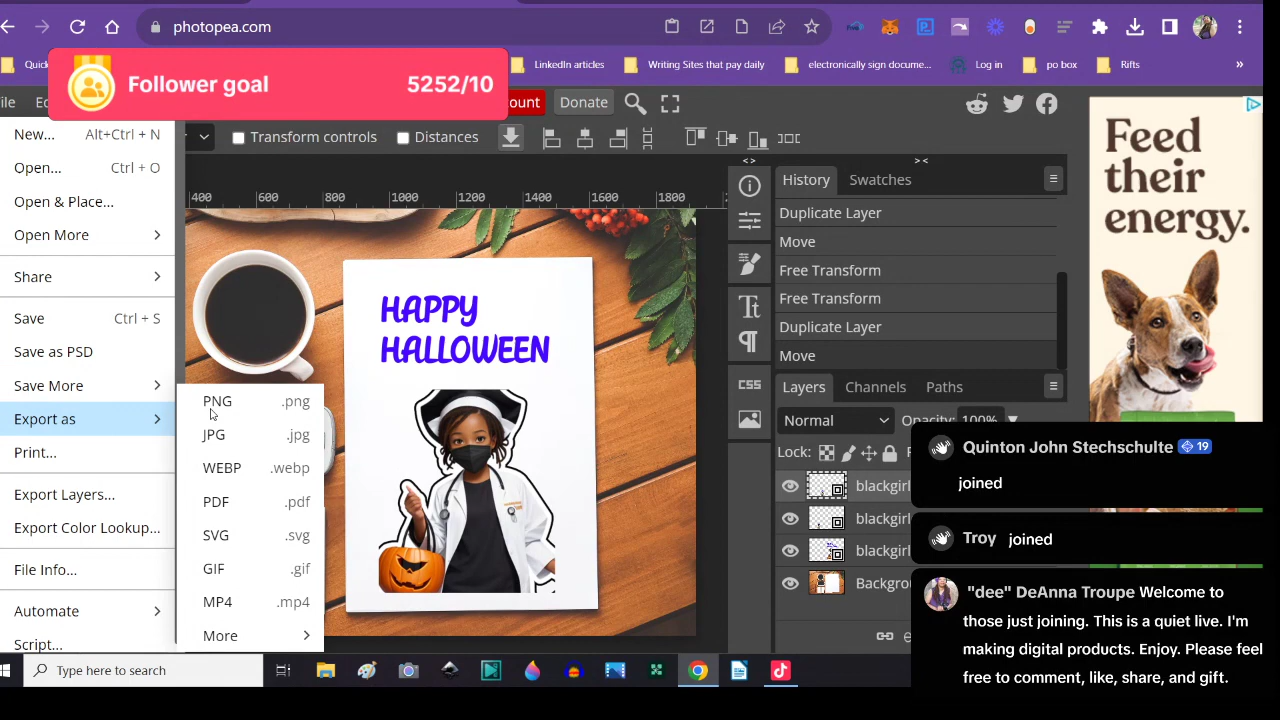 photopea.com
Quick
LinkedIn articles
Writing Sites that pay daily
electronically sign docume...
Log in
po box
Rifts
»
Follower goal 5252/10
ile
Ec
ount
Donate
Transform controls
Distances
New... Alt+Ctrl + N
Open... Ctrl + O
Open & Place...
Open More
Share
Save Ctrl + S
Save as PSD
Save More
Export as
Print...
Export Layers...
Export Color Lookup...
File Info...
Automate
Script...
PNG .png
JPG .jpg
WEBP .webp
PDF .pdf
SVG .svg
GIF .gif
MP4 .mp4
More
400 600 800 1000 1200 1400 1600 1800
HAPPY
HALLOWEEN
<> ><
History Swatches
Duplicate Layer
Move
Free Transform
Free Transform
Duplicate Layer
Move
CSS
Layers Channels Paths
Normal
Opacity: 100%
Lock:
blackgirl
blackgirl
blackgirl
Backgrou
Feed
their
energy.
Quinton John Stechschulte 19
joined
Troy joined
"dee" DeAnna Troupe Welcome to
those just joining. This is a quiet live. I'm
making digital products. Enjoy. Please feel
free to comment, like, share, and gift.
Type here to search